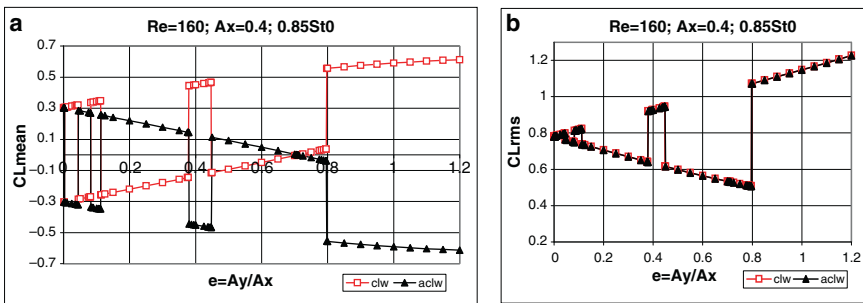 a
Re=160; Ax=0.4; 0.85St0
0.7
0.5
0.3
0.1
−0.1
−0.3
−0.5
−0.7
CLmean
0 0.2 0.4 0.6 0.8 1 1.2
e=Ay/Ax
clw aclw
b
Re=160; Ax=0.4; 0.85St0
1.2
1
0.8
0.6
0.4
0.2
CLrms
0 0.2 0.4 0.6 0.8 1 1.2
e=Ay/Ax
clw aclw